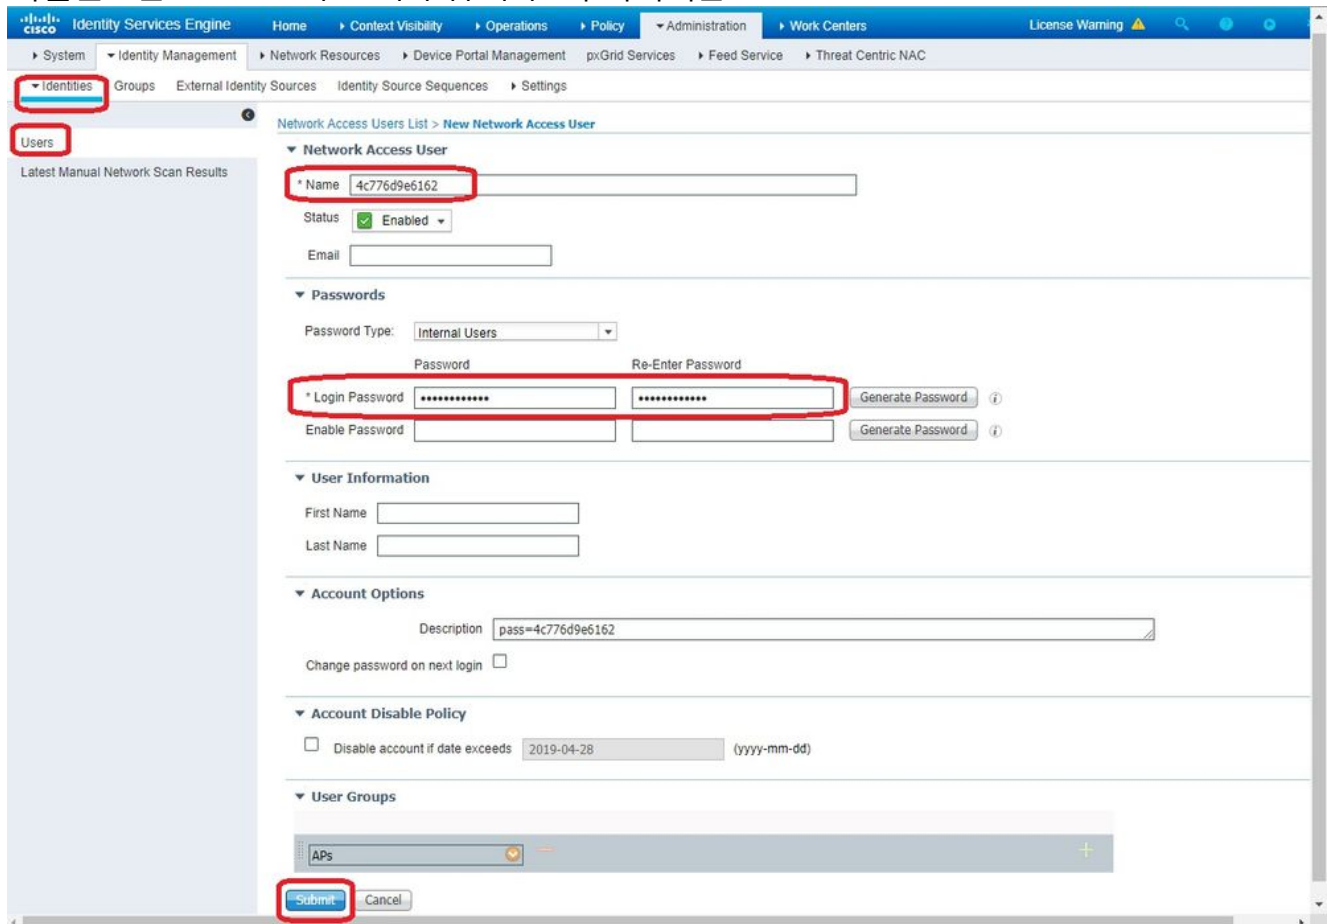 cisco Identity Services Engine Home Context Visibility Operations Policy Administration Work Centers License Warning
System Identity Management Network Resources Device Portal Management pxGrid Services Feed Service Threat Centric NAC
Identities Groups External Identity Sources Identity Source Sequences Settings
Users
Latest Manual Network Scan Results
Network Access Users List > New Network Access User
Network Access User
* Name 4c776d9e6162
Status Enabled
Email
Passwords
Password Type: Internal Users
Password Re-Enter Password
* Login Password •••••••••••• •••••••••••• Generate Password i
Enable Password Generate Password i
User Information
First Name
Last Name
Account Options
Description pass=4c776d9e6162
Change password on next login
Account Disable Policy
Disable account if date exceeds 2019-04-28 (yyyy-mm-dd)
User Groups
APs
Submit Cancel